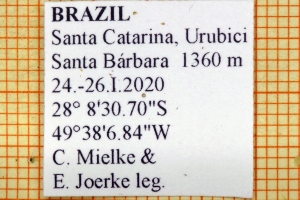 BRAZIL
Santa Catarina, Urubici
Santa Bárbara 1360 m
24.-26.I.2020
28° 8'30.70"S
49°38'6.84"W
C. Mielke &
E. Joerke leg.